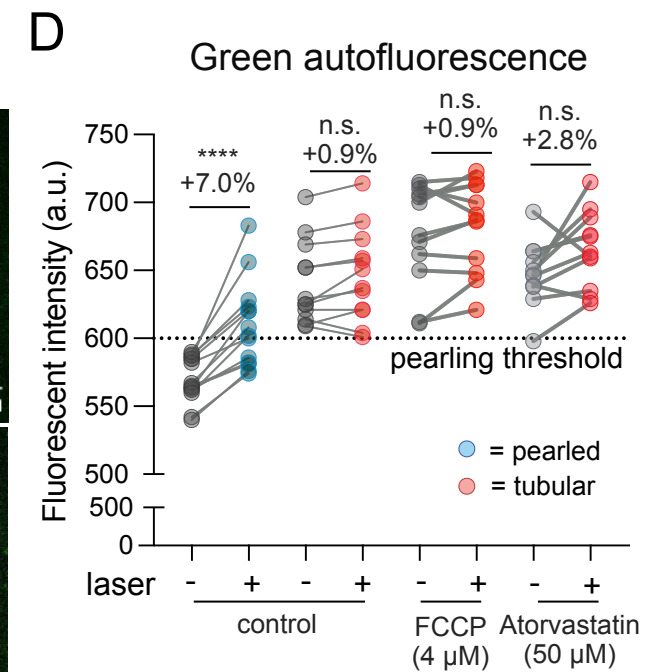 D
Green autofluorescence
****
+7.0%
n.s.
+0.9%
n.s.
+0.9%
n.s.
+2.8%
Fluorescent intensity (a.u.)
750
700
650
600
550
500
500
0
pearling threshold
= pearled
= tubular
laser - + - + - + - +
control
FCCP
(4 µM)
Atorvastatin
(50 µM)